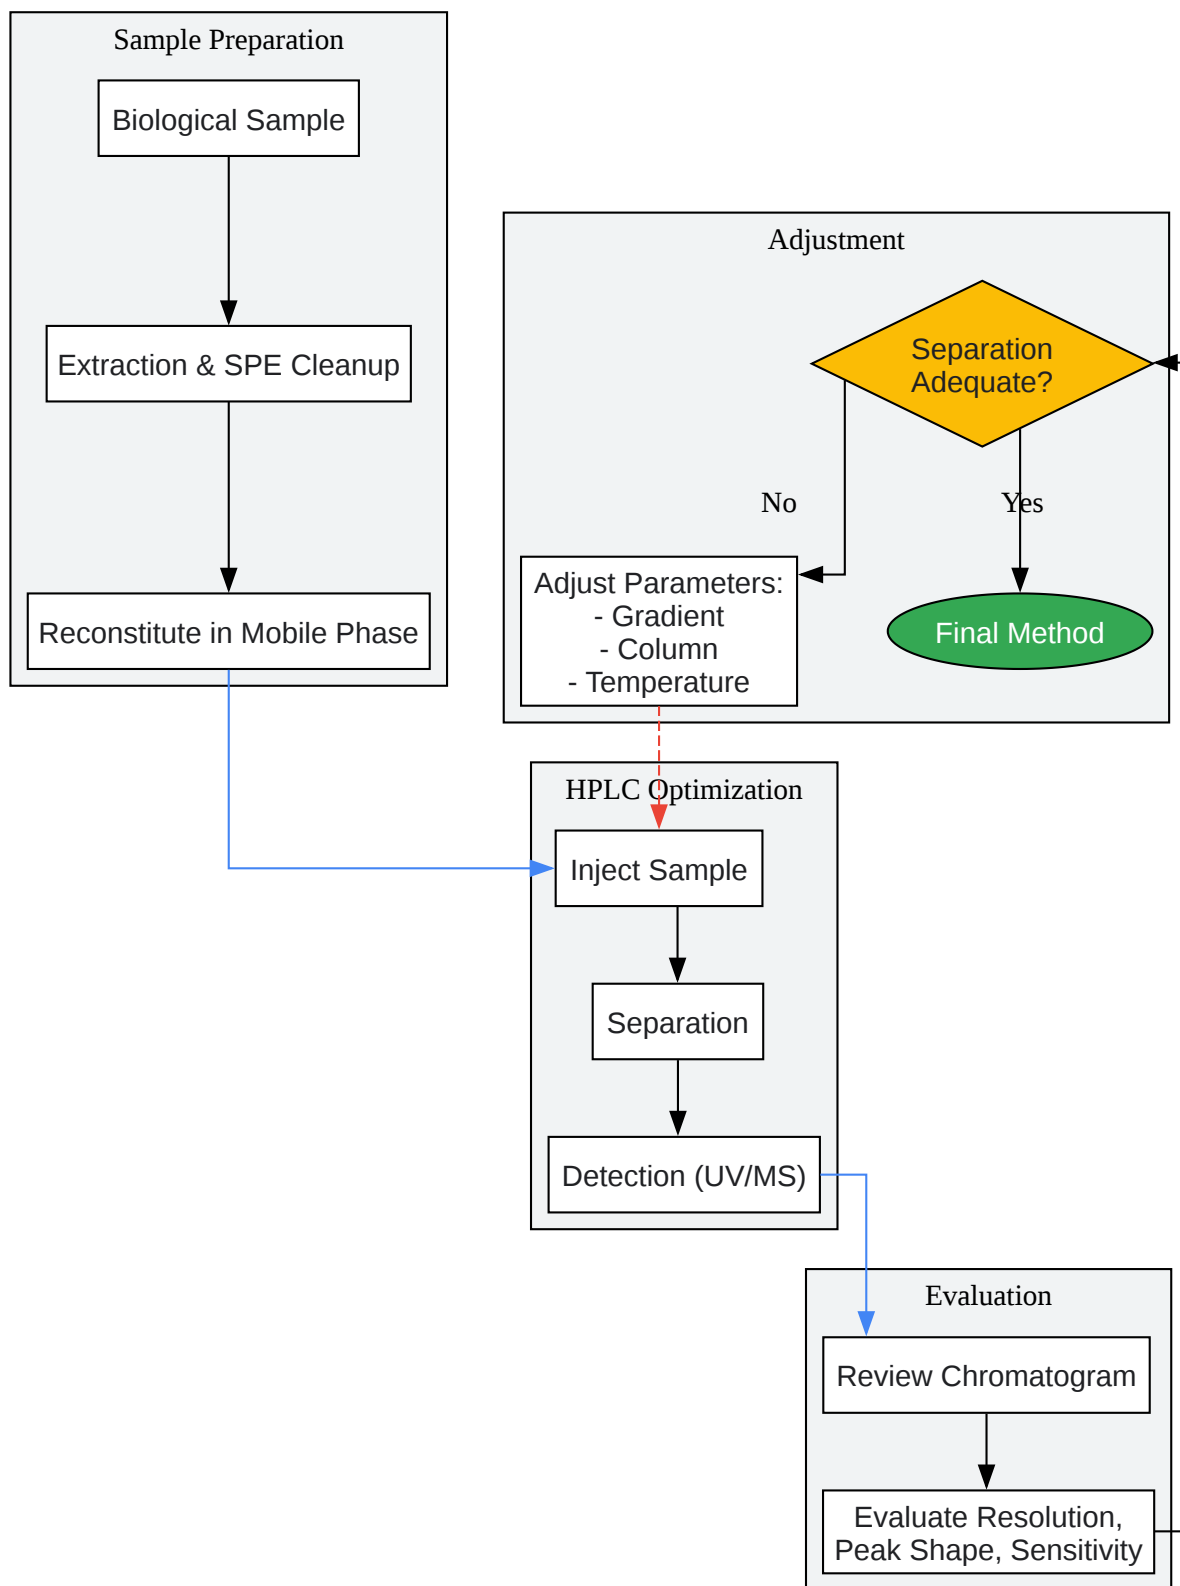 Sample Preparation
Biological Sample
Extraction & SPE Cleanup
Reconstitute in Mobile Phase
Adjustment
Separation
Adequate?
No
Yes
Adjust Parameters:
- Gradient
- Column
- Temperature
Final Method
HPLC Optimization
Inject Sample
Separation
Detection (UV/MS)
Evaluation
Review Chromatogram
Evaluate Resolution,
Peak Shape, Sensitivity